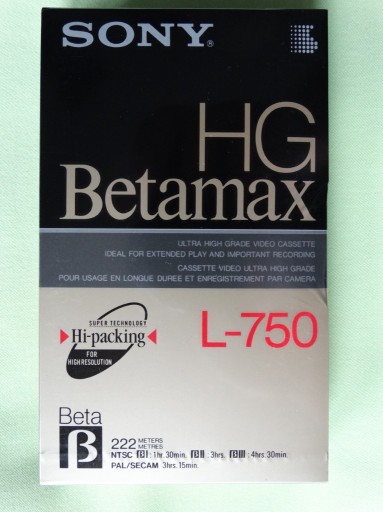 SONY®
HG
Betamax
ULTRA HIGH GRADE VIDEO CASSETTE
IDEAL FOR EXTENDED PLAY AND IMPORTANT RECORDING
CASSETTE VIDEO ULTRA HIGH GRADE
POUR USAGE EN LONGUE DUREE ET ENREGISTREMENT PAR CAMERA
SUPER TECHNOLOGY
Hi-packing
FOR
HIGH RESOLUTION
L-750
Beta
β
222 METERS
METRES
NTSC βI: 1hr. 30min. βII: 3hrs. βIII: 4hrs. 30min.
PAL/SECAM 3hrs. 15min.